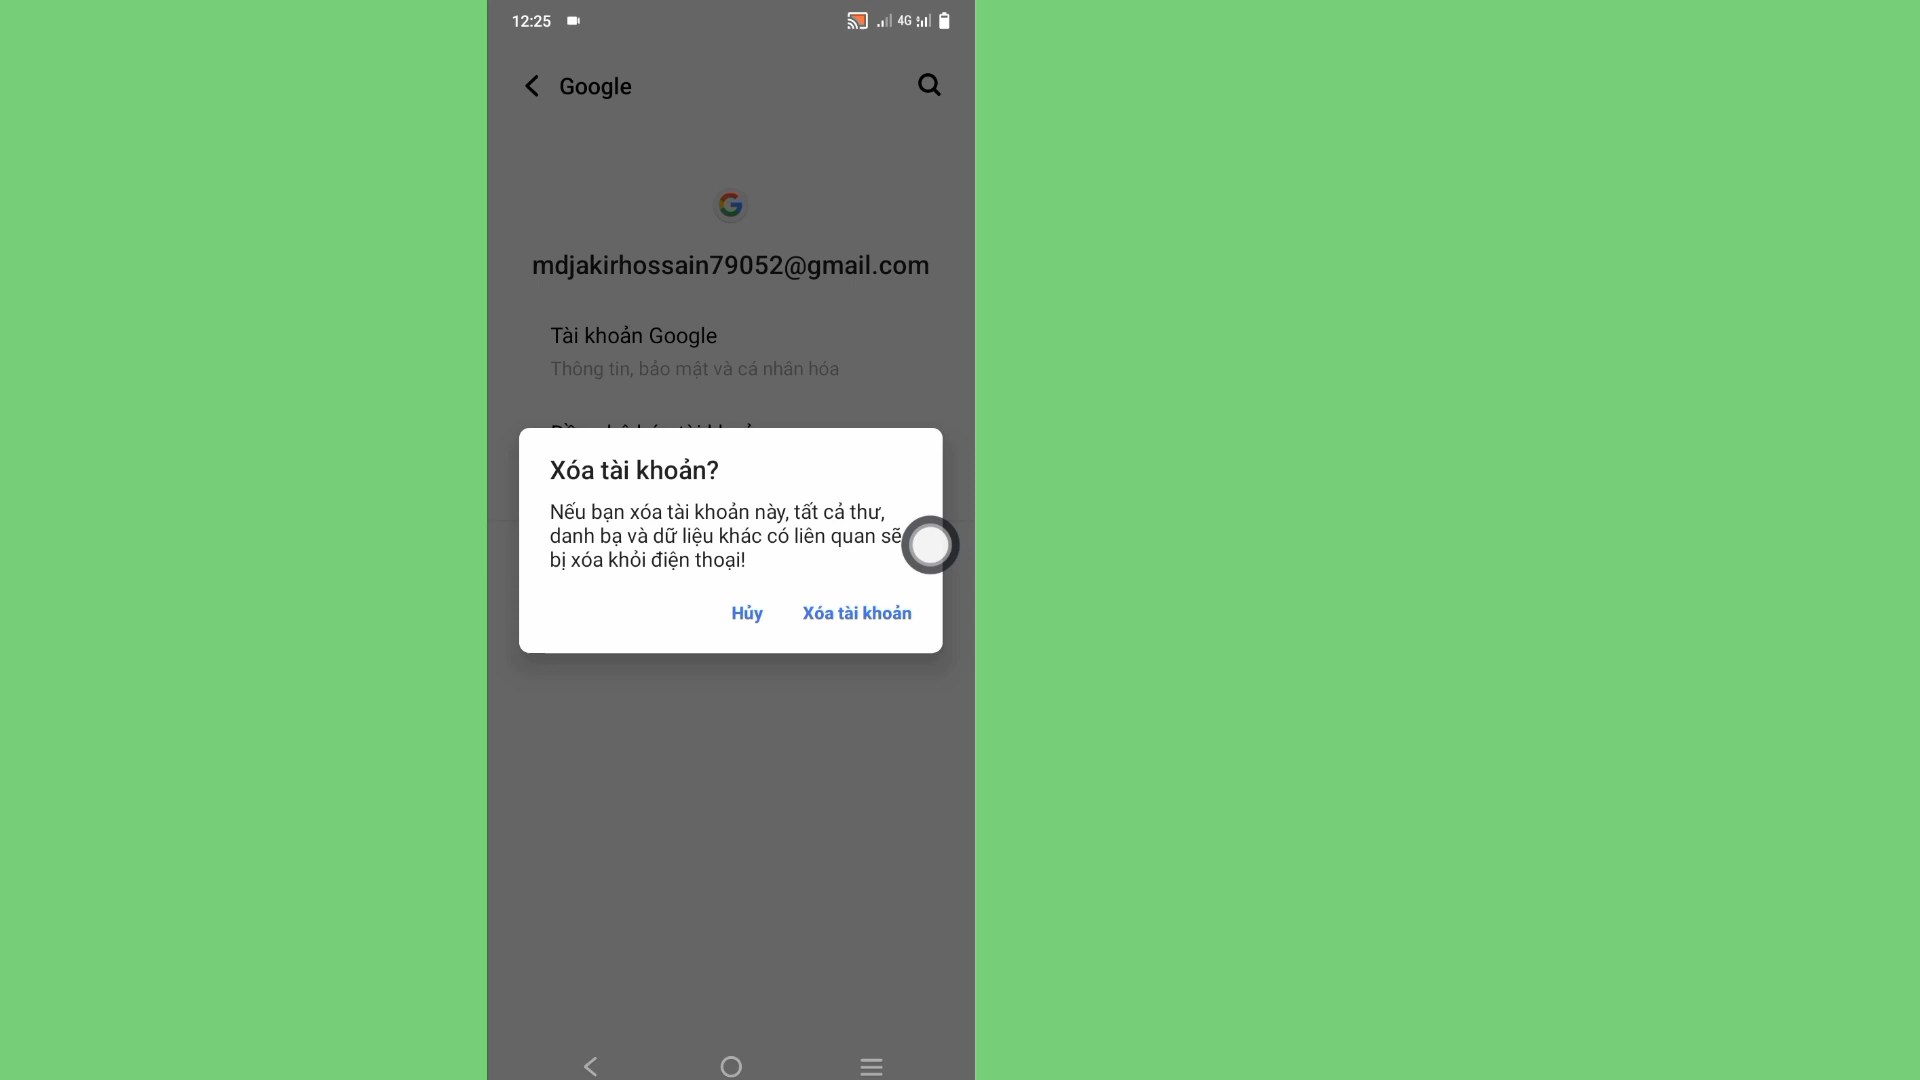 12:25
4G
Google
G
mdjakirhossain79052@gmail.com
Tài khoản Google
Thông tin, bảo mật và cá nhân hóa
Xóa tài khoản?
Nếu bạn xóa tài khoản này, tất cả thư,
danh bạ và dữ liệu khác có liên quan sẽ
bị xóa khỏi điện thoại!
Hủy
Xóa tài khoản